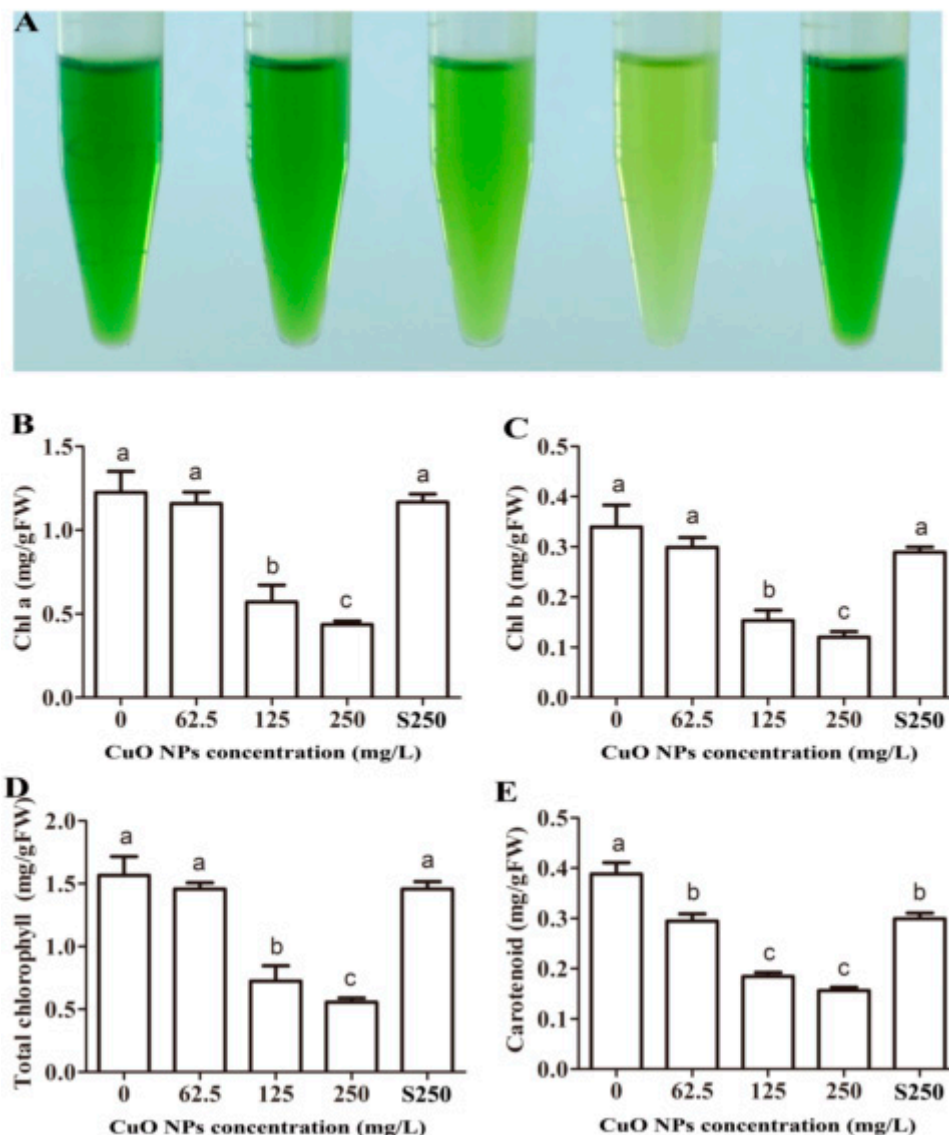 A
B
Chl a (mg/gFW)
1.5
1.0
0.5
0.0
a
a
b
c
a
0 62.5 125 250 S250
CuO NPs concentration (mg/L)
C
Chl b (mg/gFW)
0.5
0.4
0.3
0.2
0.1
0.0
a
a
b
c
a
0 62.5 125 250 S250
CuO NPs concentration (mg/L)
D
Total chlorophyll (mg/gFW)
2.0
1.5
1.0
0.5
0.0
a
a
b
c
a
0 62.5 125 250 S250
CuO NPs concentration (mg/L)
E
Carotenoid (mg/gFW)
0.5
0.4
0.3
0.2
0.1
0.0
a
b
c
c
b
0 62.5 125 250 S250
CuO NPs concentration (mg/L)